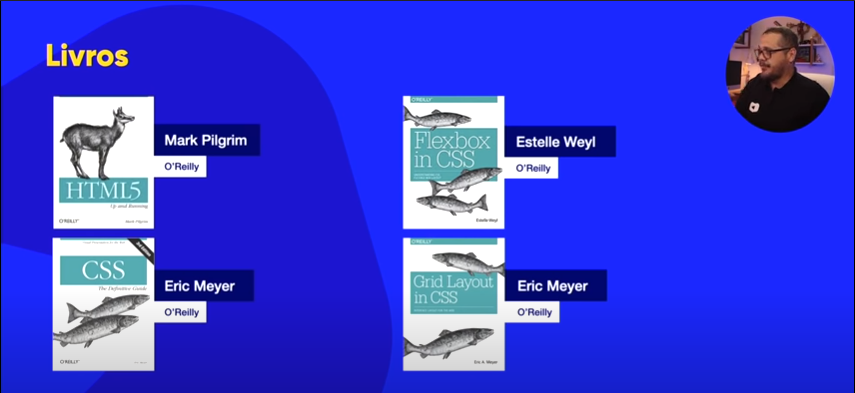 Livros
HTML5
Up and Running
O'REILLY
Mark Pilgrim
Mark Pilgrim
O'Reilly
O'REILLY
Flexbox
in CSS
Estelle Weyl
Estelle Weyl
O'Reilly
CSS
The Definitive Guide
O'REILLY
Eric Meyer
O'Reilly
O'REILLY
Grid Layout
in CSS
Eric A. Meyer
Eric Meyer
O'Reilly